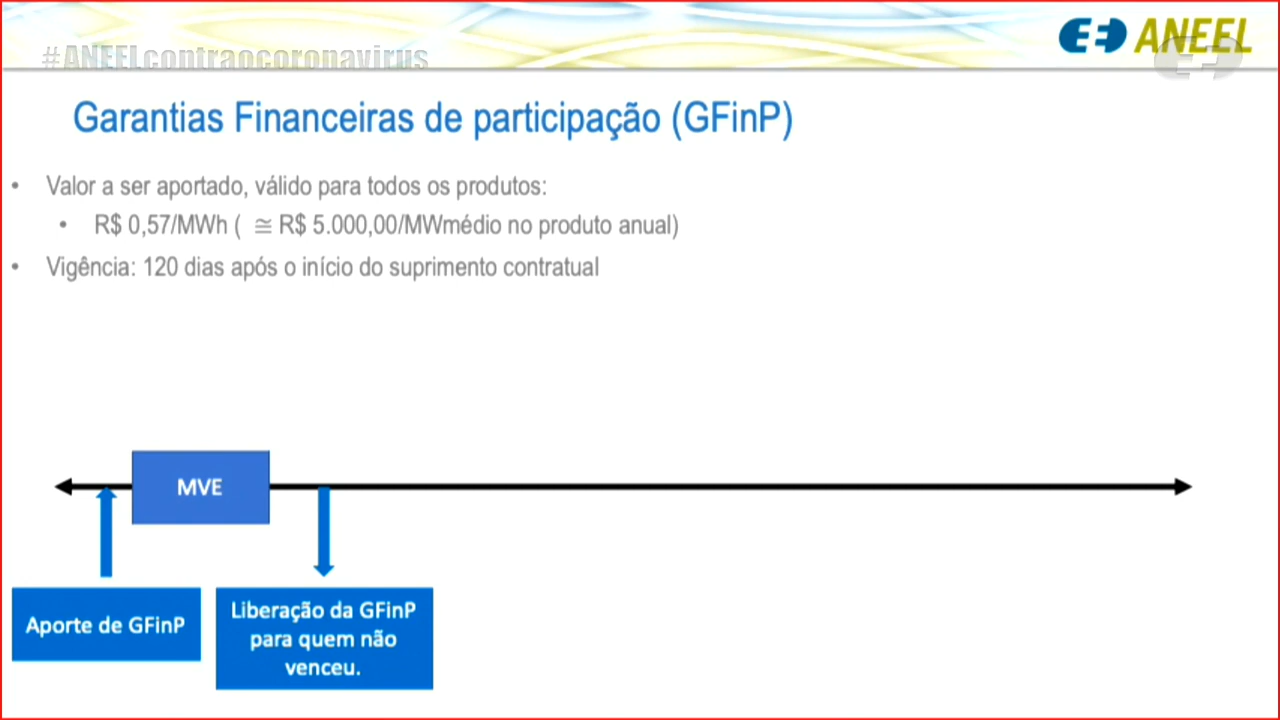 #ANEELcontraocoronavirus
ANEEL
Garantias Financeiras de participação (GFinP)
• Valor a ser aportado, válido para todos os produtos:
• R$ 0,57/MWh ( ≅ R$ 5.000,00/MWmédio no produto anual)
• Vigência: 120 dias após o início do suprimento contratual
MVE
Aporte de GFinP
Liberação da GFinP
para quem não
venceu.